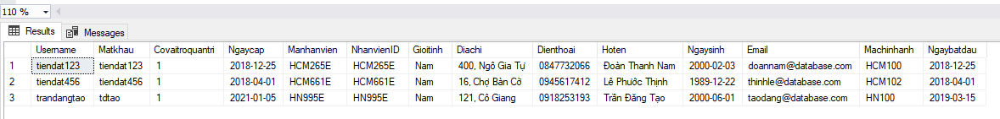 110 %
Results Messages
Username Matkhau Covaitroquantri Ngaycap Manhanvien NhanvienID Gioitinh Diachi Dienthoai Hoten Ngaysinh Email Machinhanh Ngaybatdau
1 tiendat123 tiendat123 1 2018-12-25 HCM265E HCM265E Nam 400, Ngô Gia Tự 0847732066 Đoàn Thanh Nam 2000-02-03 doannam@database.com HCM100 2018-12-25
2 tiendat456 tiendat456 1 2018-04-01 HCM661E HCM661E Nam 16, Chợ Bàn Cờ 0945617412 Lê Phước Thịnh 1989-12-22 thinhle@database.com HCM102 2018-04-01
3 trandangtao tdtao 1 2021-01-05 HN995E HN995E Nam 121, Cô Giang 0918253193 Trần Đăng Tạo 2000-06-01 taodang@database.com HN100 2019-03-15